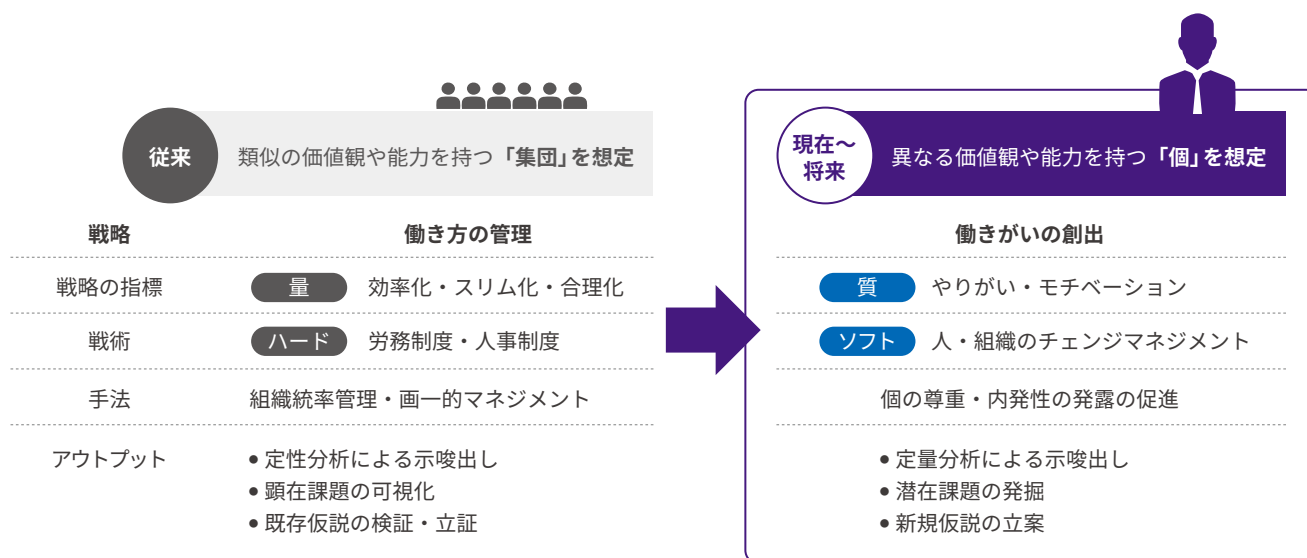 従来
類似の価値観や能力を持つ「集団」を想定
現在～
将来
異なる価値観や能力を持つ「個」を想定
戦略
働き方の管理
働きがいの創出
戦略の指標
量 効率化・スリム化・合理化
質 やりがい・モチベーション
戦術
ハード 労務制度・人事制度
ソフト 人・組織のチェンジマネジメント
手法
組織統率管理・画一的マネジメント
個の尊重・内発性の発露の促進
アウトプット
● 定性分析による示唆出し
● 顕在課題の可視化
● 既存仮説の検証・立証
● 定量分析による示唆出し
● 潜在課題の発掘
● 新規仮説の立案